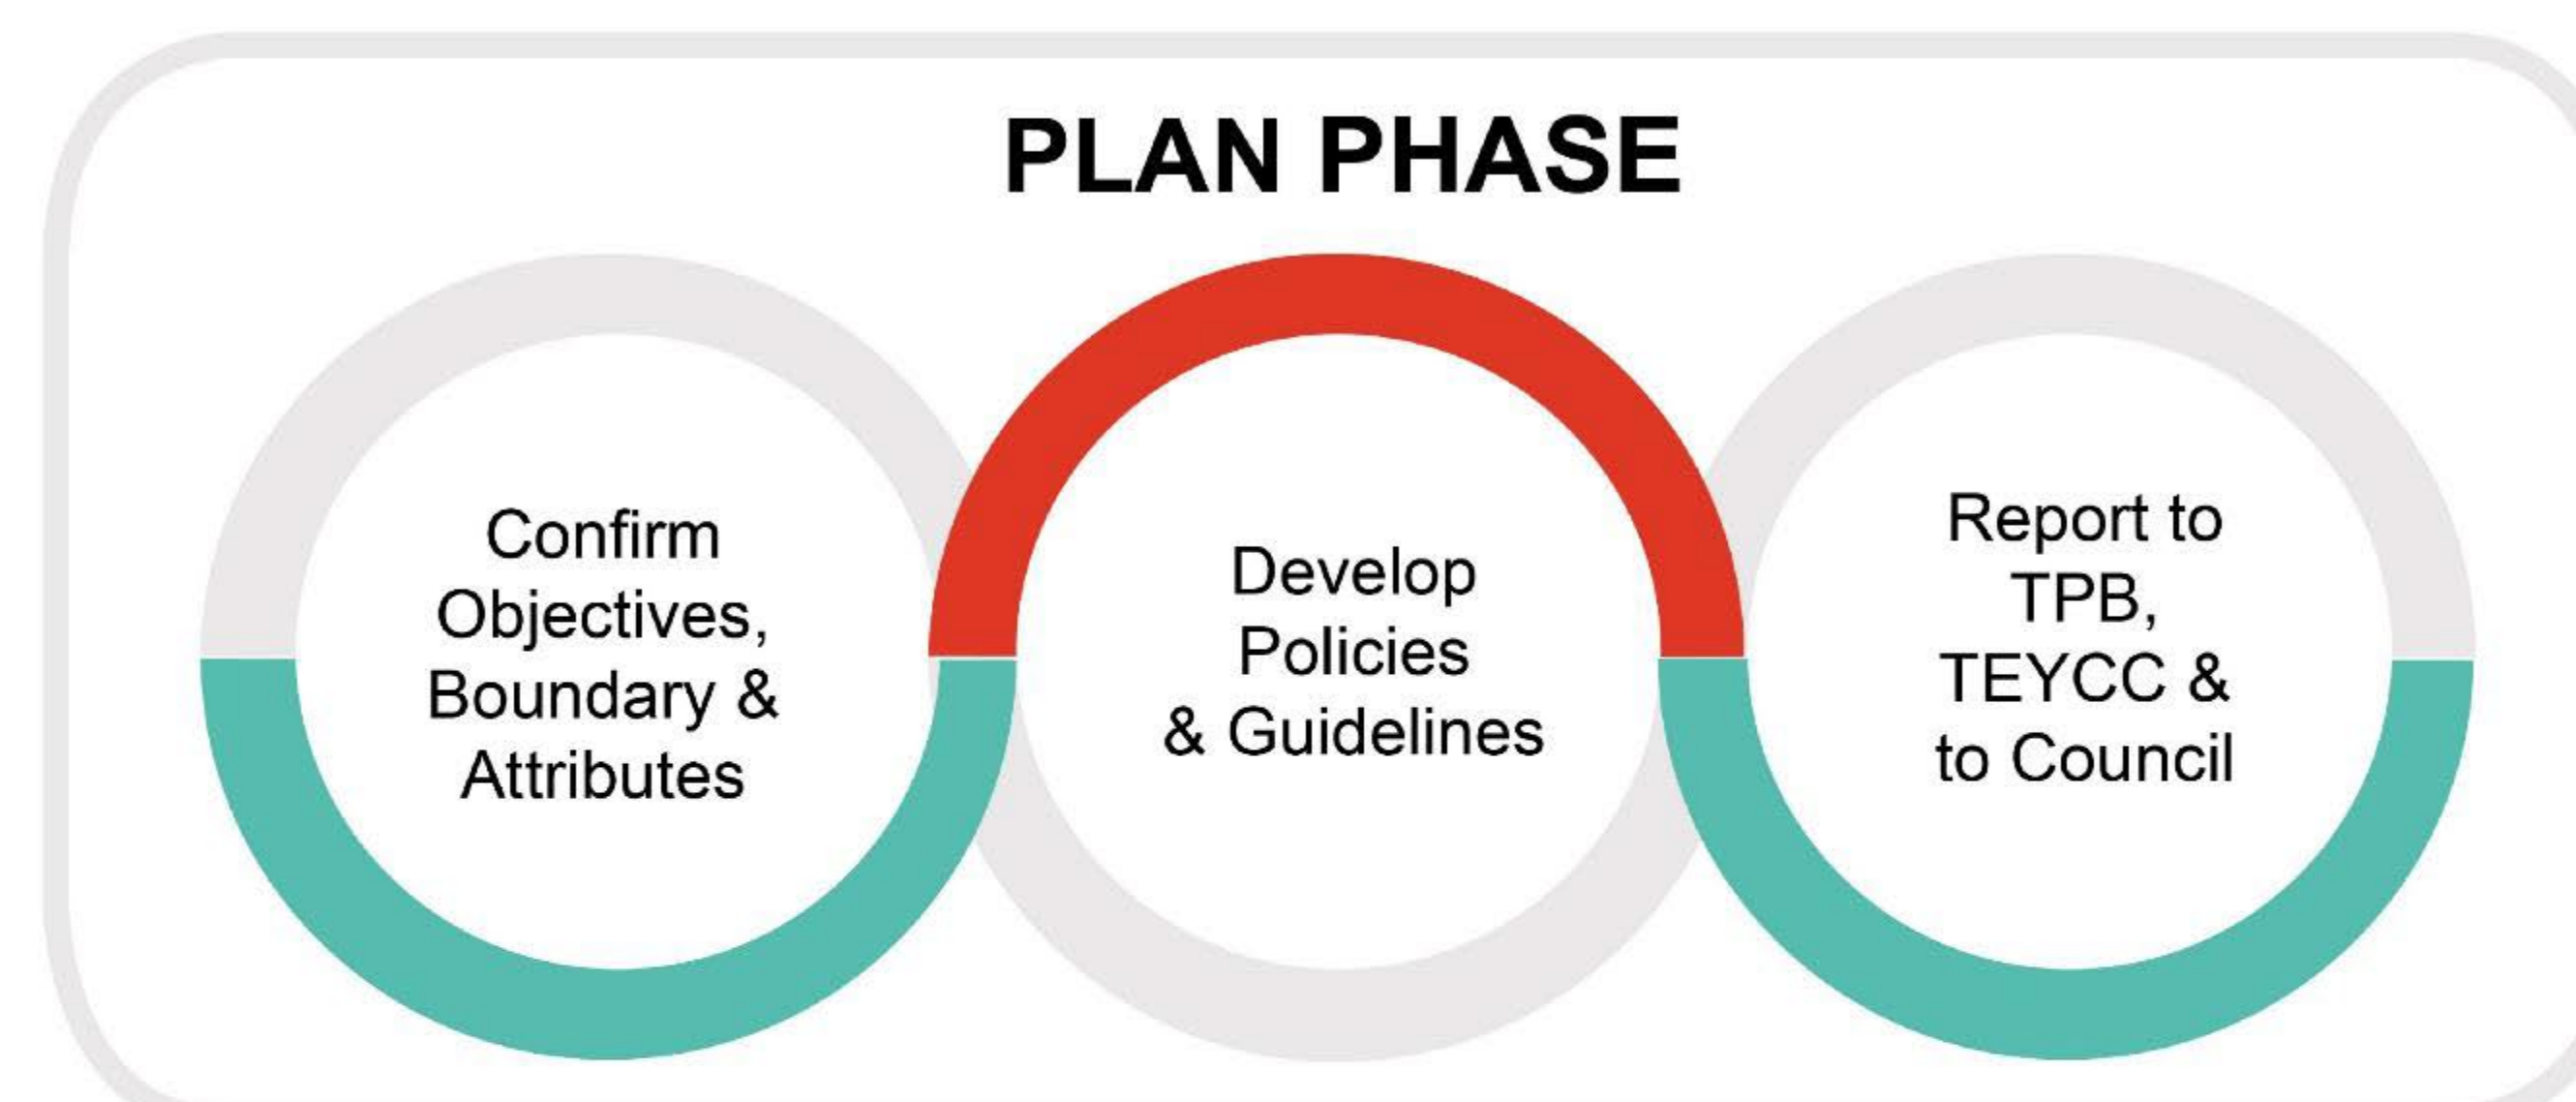 PLAN PHASE
Confirm
Objectives,
Boundary &
Attributes
Develop
Policies
& Guidelines
Report to
TPB,
TEYCC &
to Council